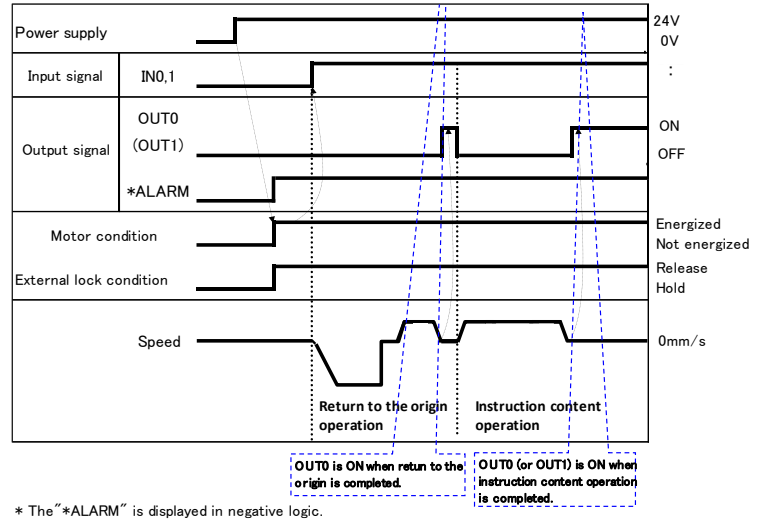 Power supply
24V
0V
Input signal
IN0,1
:
Output signal
OUT0
(OUT1)
ON
OFF
*ALARM
Motor condition
Energized
Not energized
External lock condition
Release
Hold
Speed
0mm/s
Return to the origin
operation
Instruction content
operation
OUT0 is ON when retun to the
origin is completed.
OUT0 (or OUT1) is ON when
instruction content operation
is completed.
* The"*ALARM" is displayed in negative logic.